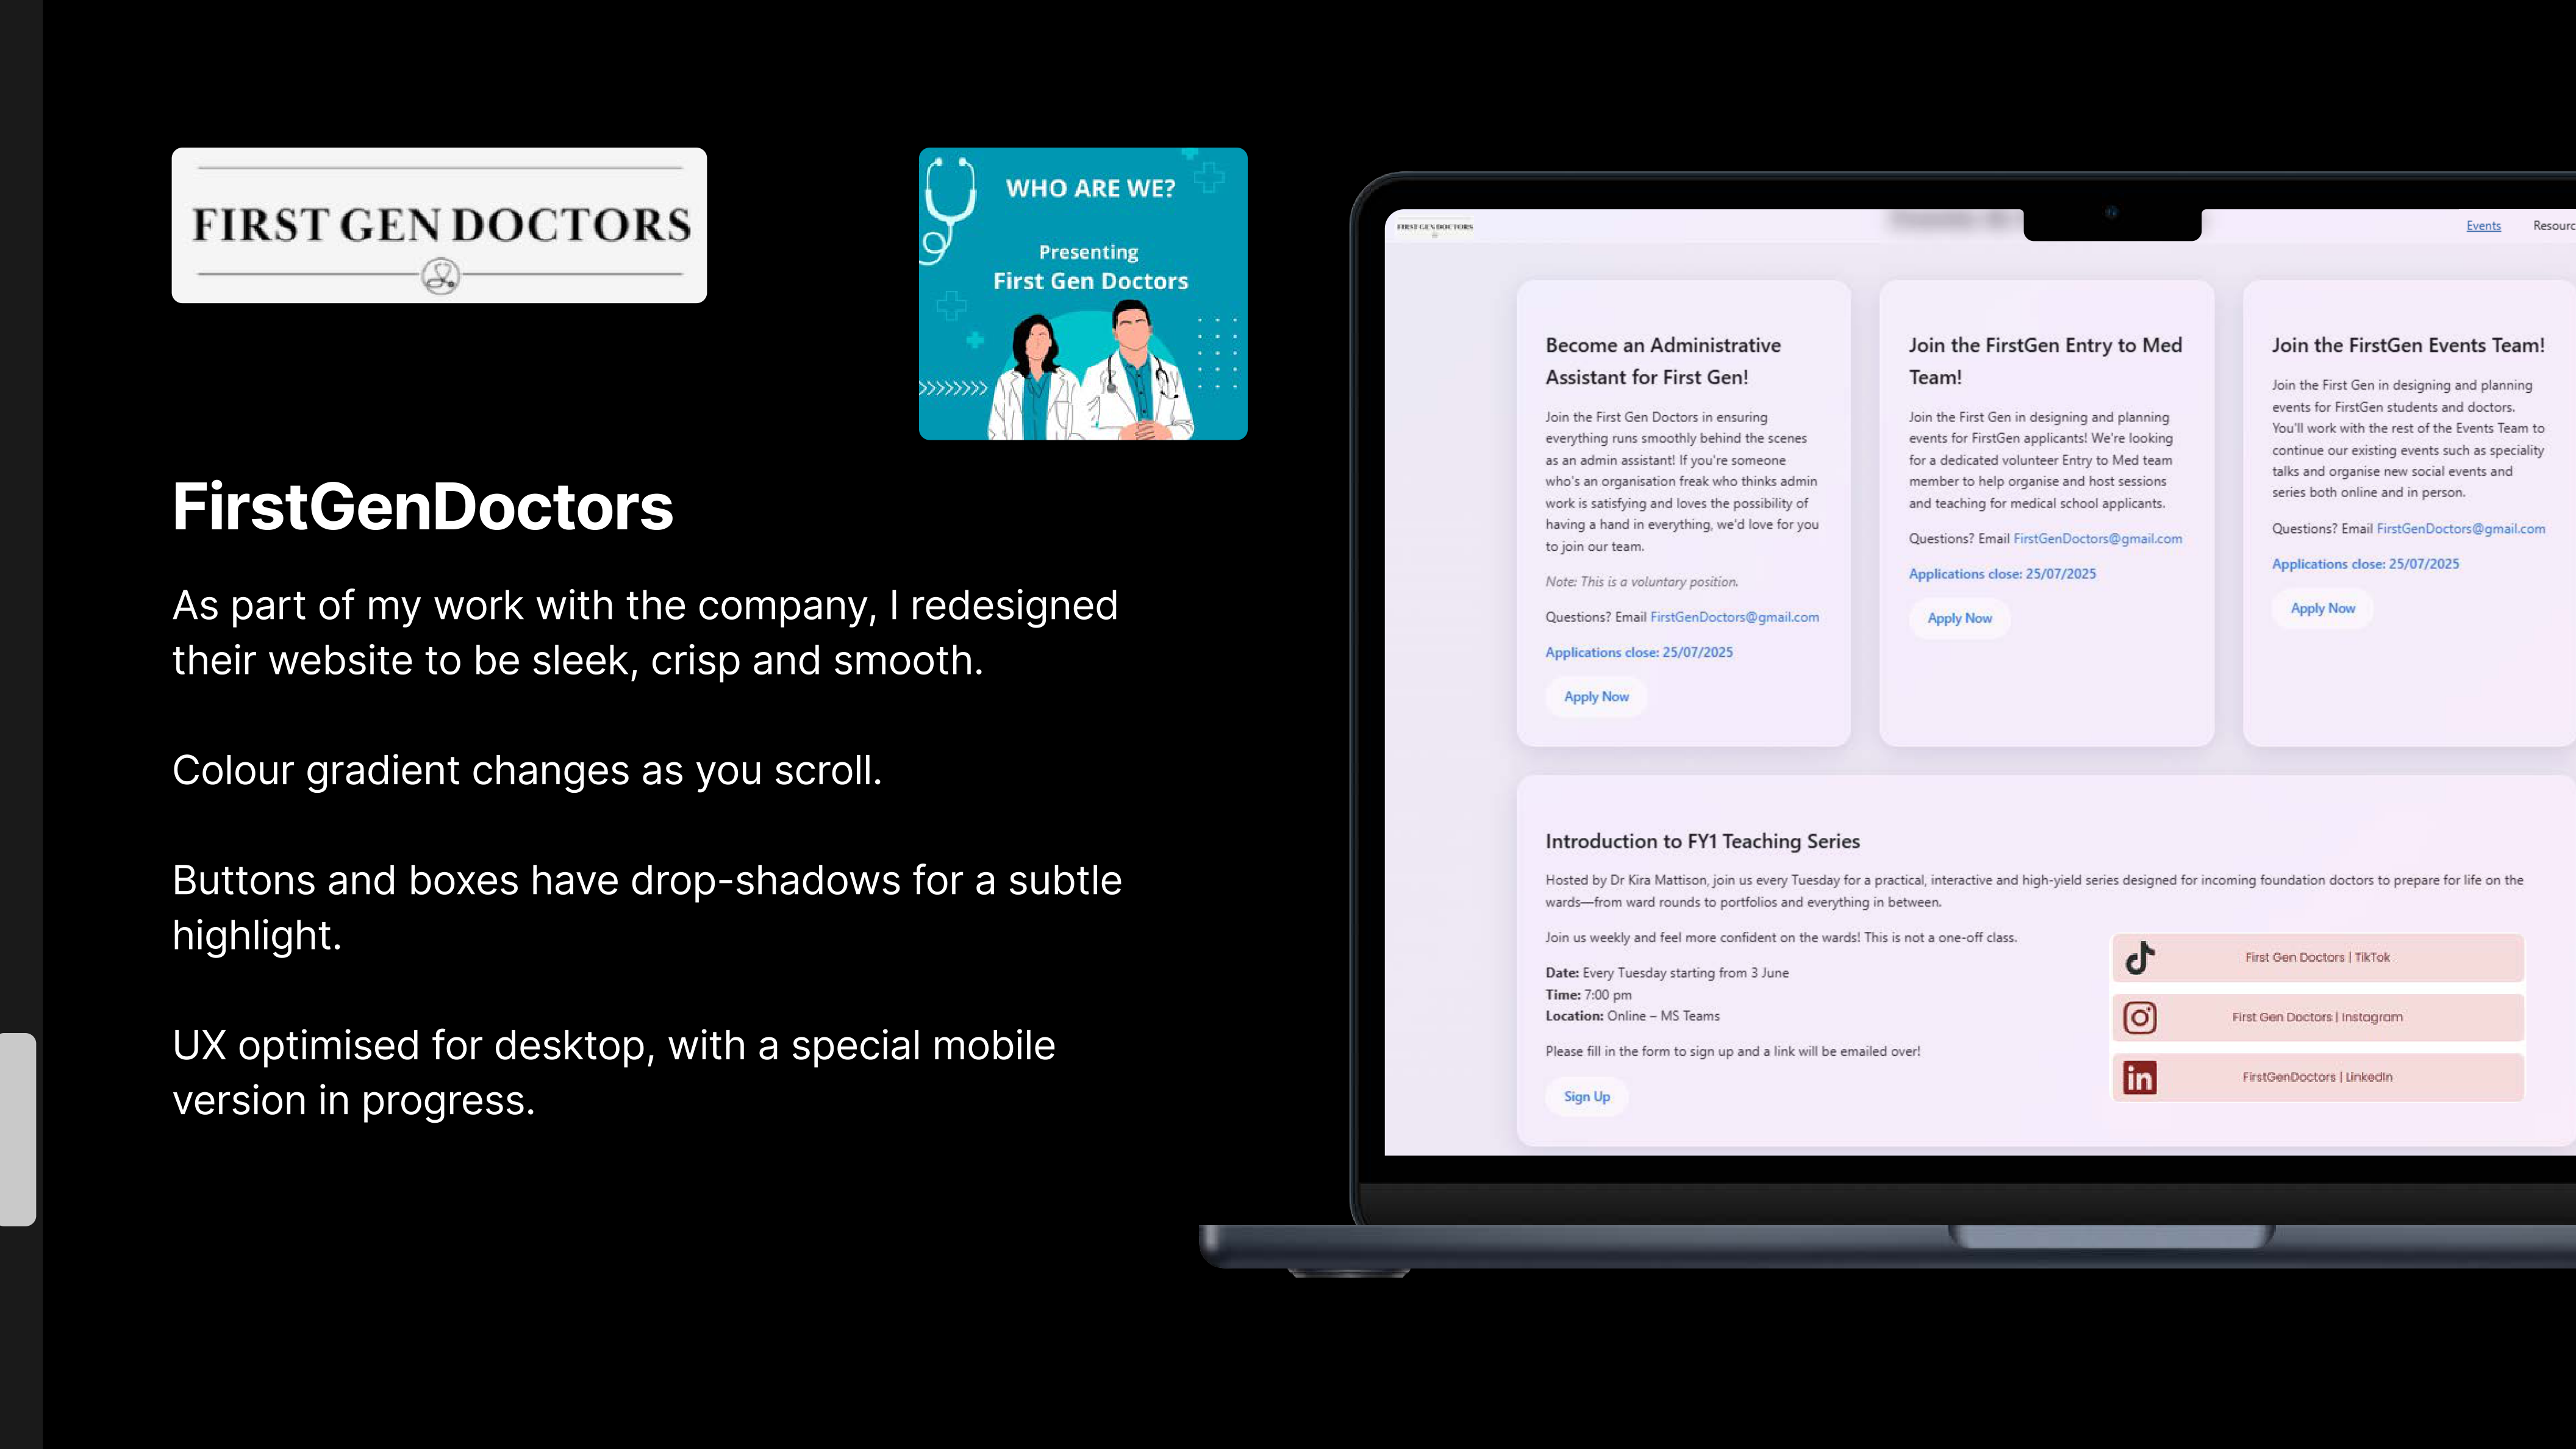 FIRST GEN DOCTORS
WHO ARE WE?
Presenting
First Gen Doctors
FirstGenDoctors
As part of my work with the company, I redesigned
their website to be sleek, crisp and smooth.
Colour gradient changes as you scroll.
Buttons and boxes have drop-shadows for a subtle
highlight.
UX optimised for desktop, with a special mobile
version in progress.
FIRST GEN DOCTORS
Events
Resourc
Become an Administrative
Assistant for First Gen!
Join the First Gen Doctors in ensuring
everything runs smoothly behind the scenes
as an admin assistant! If you're someone
who's an organisation freak who thinks admin
work is satisfying and loves the possibility of
having a hand in everything, we'd love for you
to join our team.
Note: This is a voluntary position.
Questions? Email FirstGenDoctors@gmail.com
Applications close: 25/07/2025
Apply Now
Join the FirstGen Entry to Med
Team!
Join the First Gen in designing and planning
events for FirstGen applicants! We're looking
for a dedicated volunteer Entry to Med team
member to help organise and host sessions
and teaching for medical school applicants.
Questions? Email FirstGenDoctors@gmail.com
Applications close: 25/07/2025
Apply Now
Join the FirstGen Events Team!
Join the First Gen in designing and planning
events for FirstGen students and doctors.
You'll work with the rest of the Events Team to
continue our existing events such as speciality
talks and organise new social events and
series both online and in person.
Questions? Email FirstGenDoctors@gmail.com
Applications close: 25/07/2025
Apply Now
Introduction to FY1 Teaching Series
Hosted by Dr Kira Mattison, join us every Tuesday for a practical, interactive and high-yield series designed for incoming foundation doctors to prepare for life on the
wards—from ward rounds to portfolios and everything in between.
Join us weekly and feel more confident on the wards! This is not a one-off class.
Date: Every Tuesday starting from 3 June
Time: 7:00 pm
Location: Online – MS Teams
Please fill in the form to sign up and a link will be emailed over!
Sign Up
First Gen Doctors | TikTok
First Gen Doctors | Instagram
in FirstGenDoctors | LinkedIn